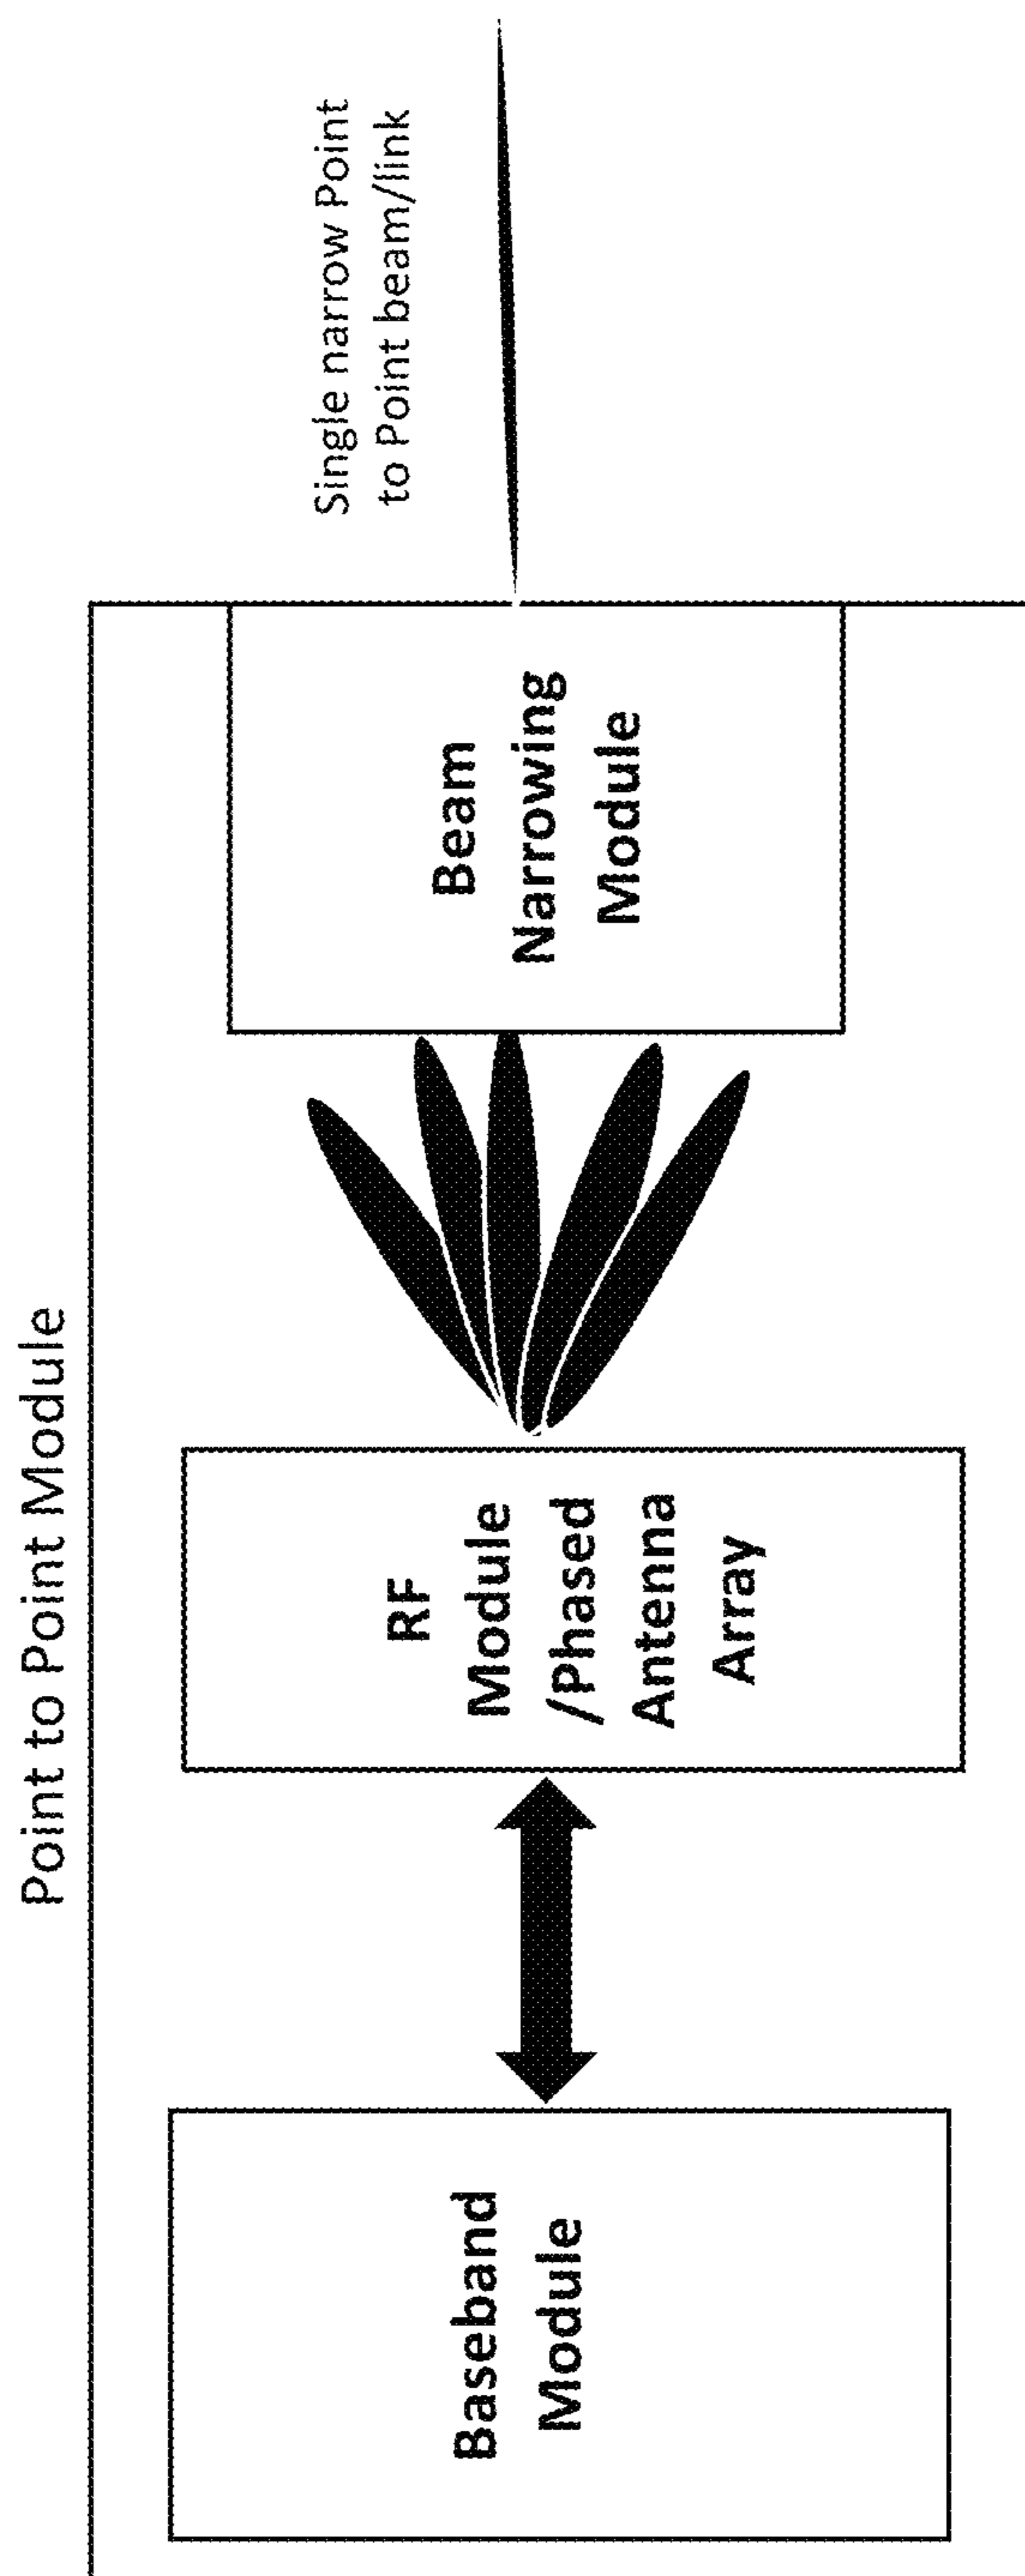 Point to Point Module
Baseband
Module
RF
Module
/Phased
Antenna
Array
Beam
Narrowing
Module
Single narrow Point
to Point beam/link